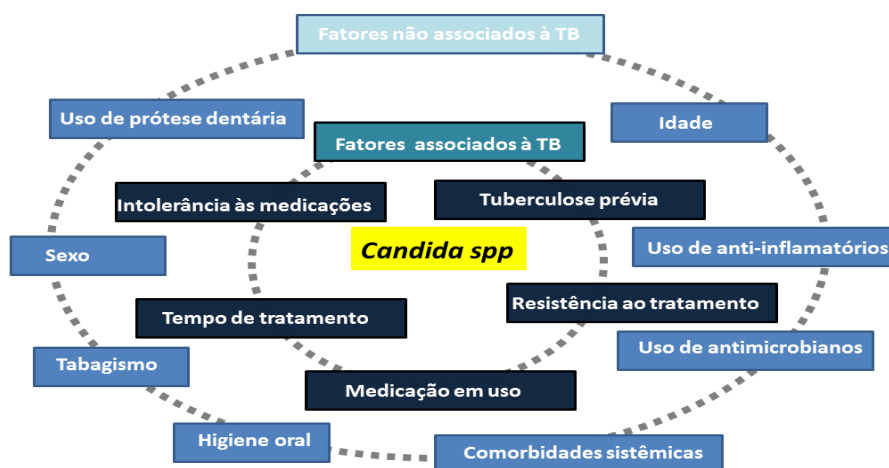 Fatores não associados à TB
Uso de prótese dentária
Idade
Fatores associados à TB
Intolerância às medicações
Tuberculose prévia
Sexo
Candida spp
Uso de anti-inflamatórios
Tempo de tratamento
Resistência ao tratamento
Tabagismo
Uso de antimicrobianos
Medicação em uso
Higiene oral
Comorbidades sistêmicas